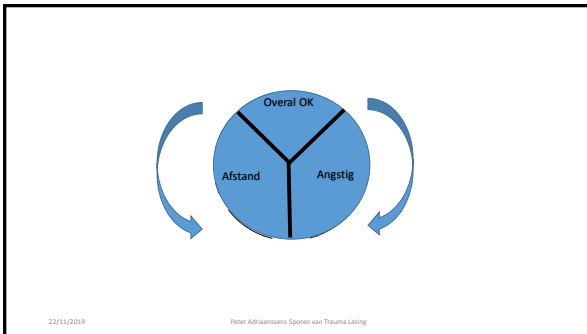 Overal OK
Afstand
Angstig
22/11/2019
Peter Adriaenssens Sporen van Trauma Lezing